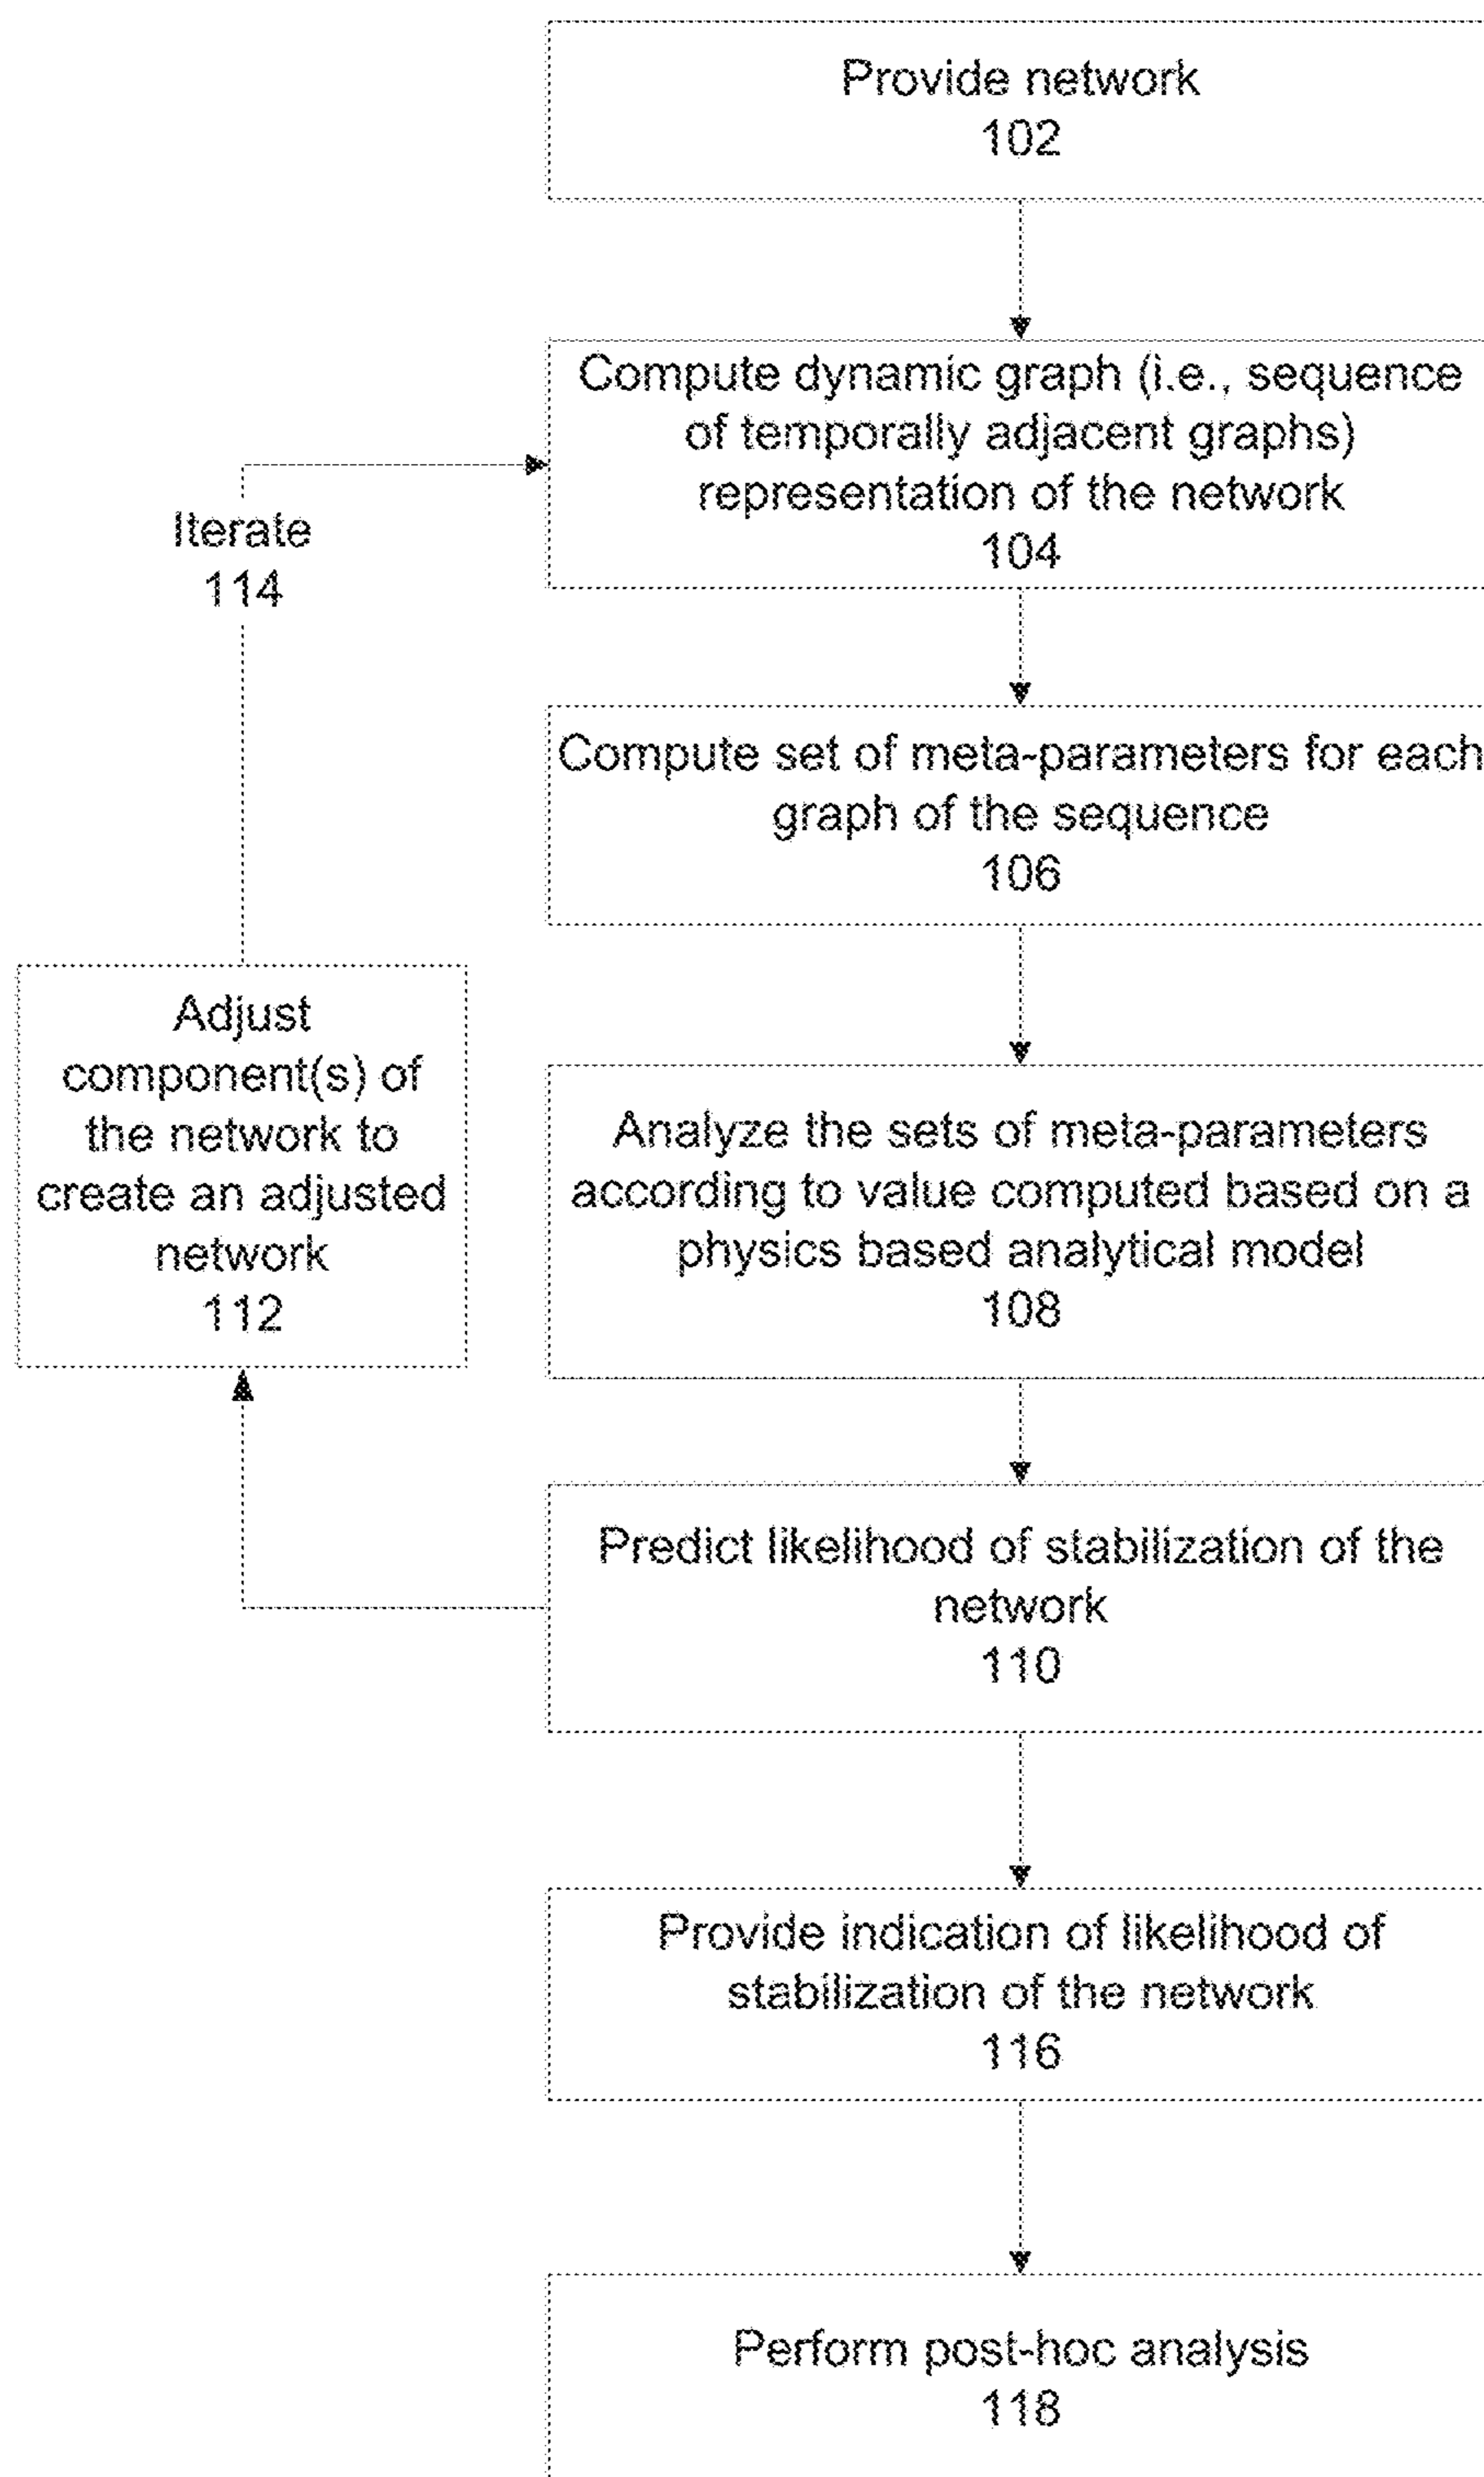 Provide network
102
Compute dynamic graph (i.e., sequence
of temporally adjacent graphs)
representation of the network
104
Iterate
114
Compute set of meta-parameters for each
graph of the sequence
106
Adjust
component(s) of
the network to
create an adjusted
network
112
Analyze the sets of meta-parameters
according to value computed based on a
physics based analytical model
108
Predict likelihood of stabilization of the
network
110
Provide indication of likelihood of
stabilization of the network
116
Perform post-hoc analysis
118